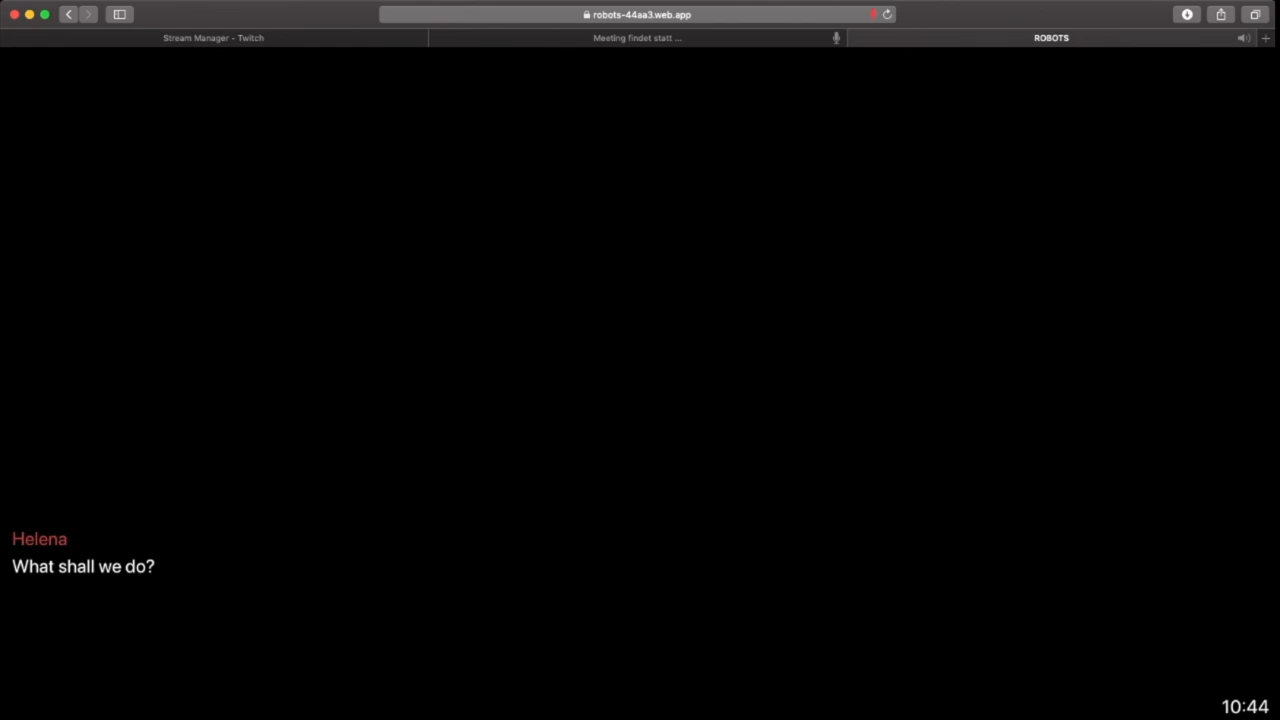 robots-44aa3.web.app
Stream Manager - Twitch
Meeting findet statt ...
ROBOTS
Helena
What shall we do?
10:44